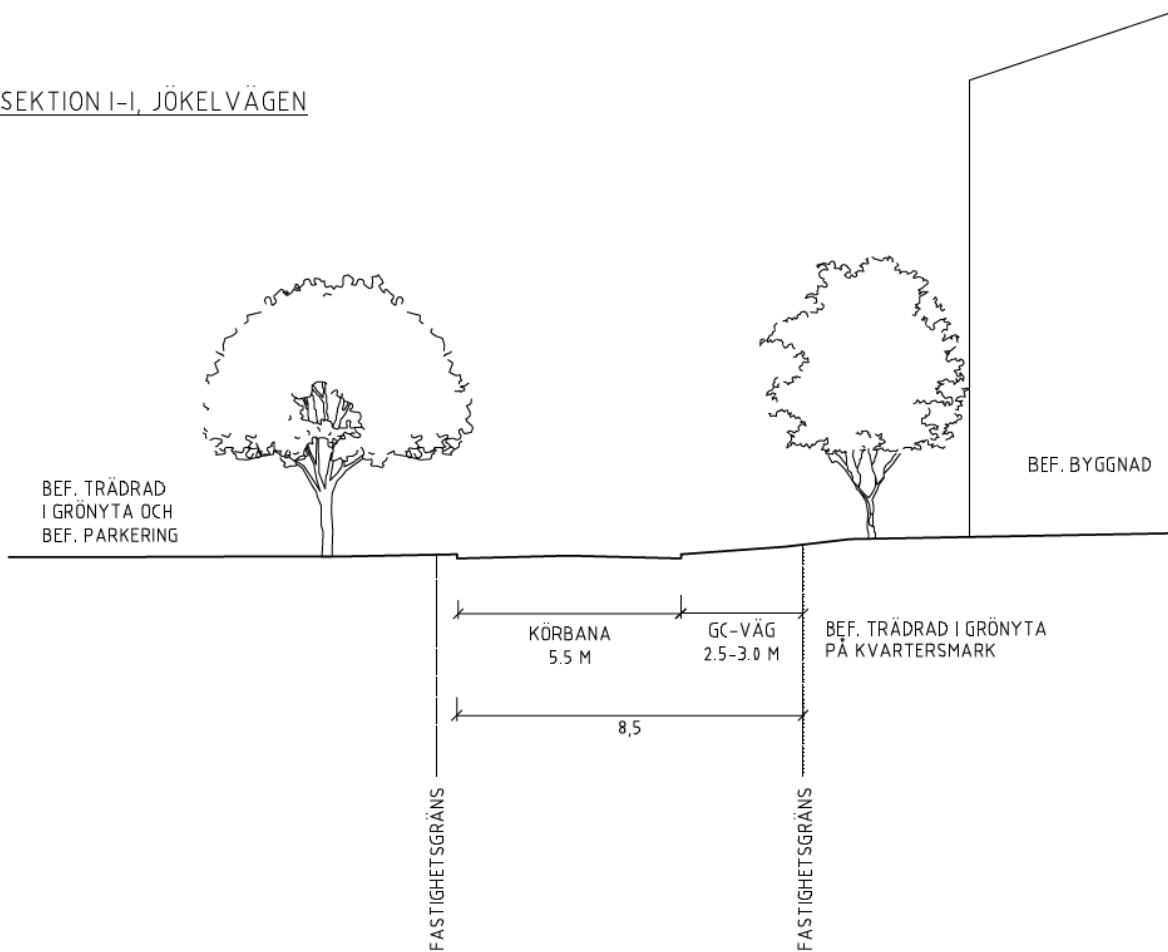 SEKTION I-I, JÖKELVÄGEN
BEF. TRÄDRAD
I GRÖNYTA OCH
BEF. PARKERING
BEF. BYGGNAD
KÖRBANA
5.5 M
GC-VÄG
2.5-3.0 M
BEF. TRÄDRAD I GRÖNYTA
PÅ KVARTERSMARK
8,5
FASTIGHETSGRÄNS
FASTIGHETSGRÄNS